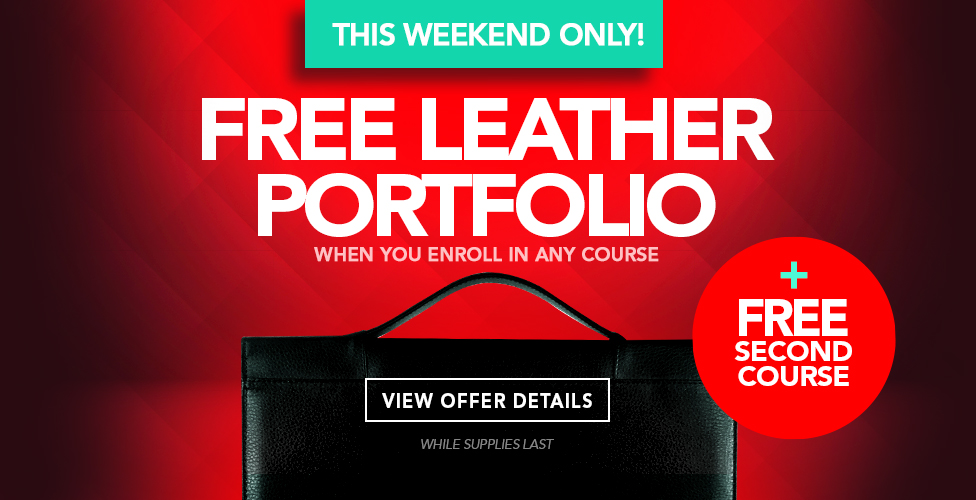 THIS WEEKEND ONLY!
FREE LEATHER
PORTFOLIO
WHEN YOU ENROLL IN ANY COURSE
+
FREE
SECOND
COURSE
VIEW OFFER DETAILS
WHILE SUPPLIES LAST